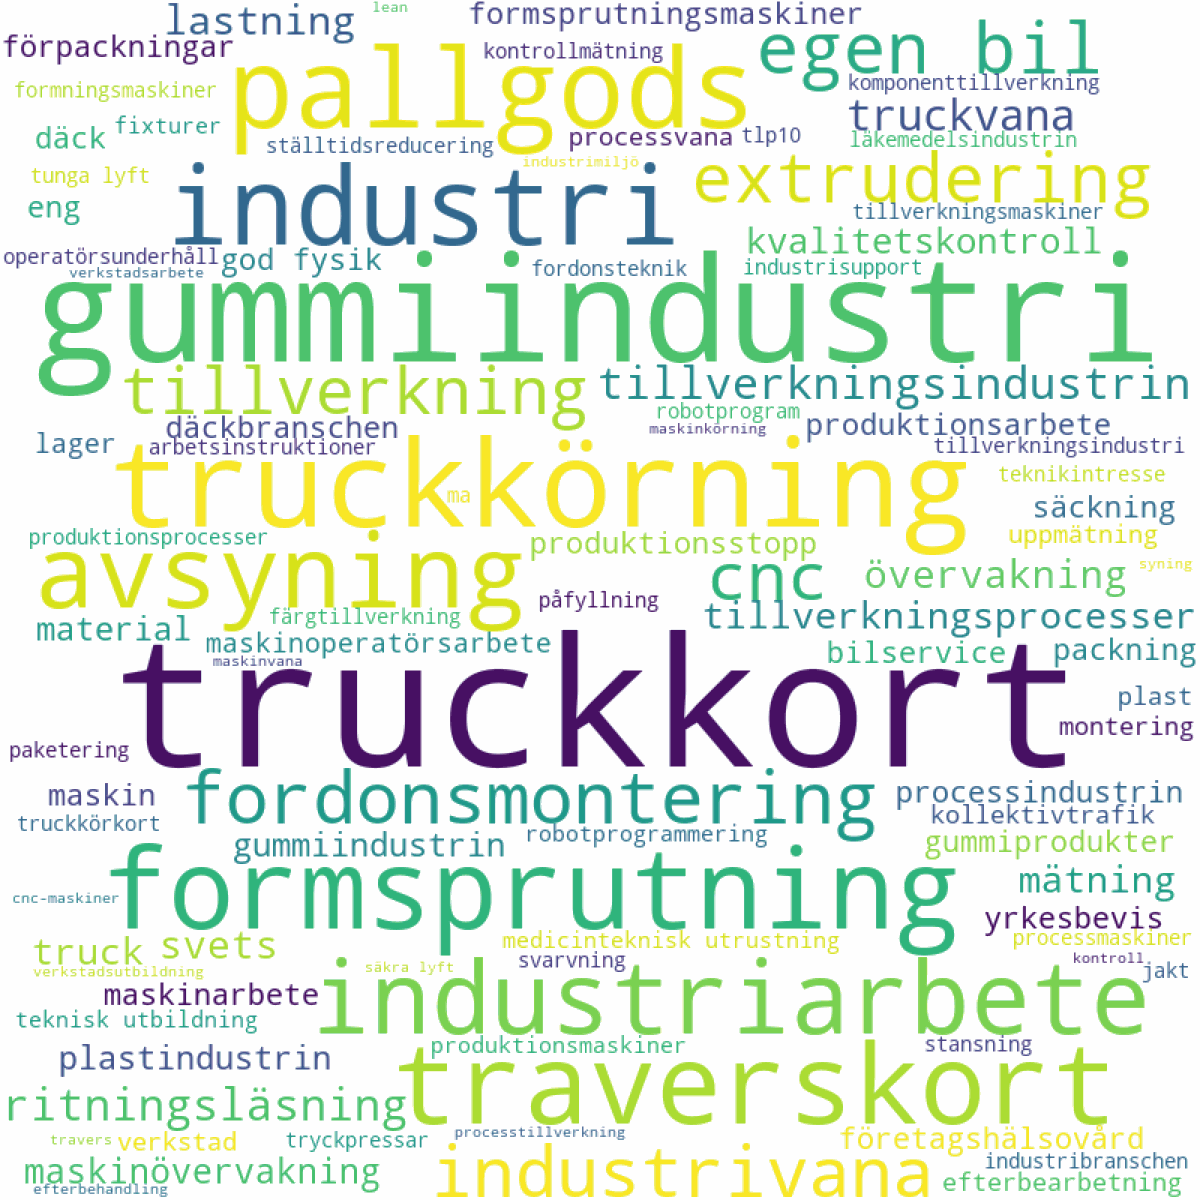 lean
formsprutningsmaskiner
lastning
egen bil
förpackningar
kontrollmätning
pallgods
komponenttillverkning
formningsmaskiner
truckvana
fixturer
däck
processvana
tlp10
läkemedelsindustrin
ställtidsreducering
industrimiljö
tunga lyft
extrudering
industri
eng
tillverkningsmaskiner
kvalitetskontroll
operatörsunderhåll
god fysik
verkstadsarbete
fordonsteknik
industrisupport
gummiindustri
tillverkning
tillverkningsindustrin
robotprogram
däckbranschen
maskinkörning
produktionsarbete
lager
arbetsinstruktioner
tillverkningsindustri
truckkörning
teknikintresse
ma
säckning
produktionsprocesser
produktionsstopp
uppmätning
syning
avsyning
cnc
övervakning
påfyllning
färgtillverkning
tillverkningsprocesser
material
maskinoperatörsarbete
maskinvana
bilservice
packning
truckkort
plast
montering
paketering
maskin
fordonsmontering
processindustrin
kollektivtrafik
truckkörkort
robotprogrammering
gummiindustrin
gummiprodukter
formsprutning
mätning
cnc-maskiner
yrkesbevis
truck
svets
medicinteknisk utrustning
processmaskiner
svarvning
kontroll
verkstadsutbildning
säkra lyft
jakt
maskinarbete
industriarbete
teknisk utbildning
plastindustrin
produktionsmaskiner
stansning
traverskort
ritningsläsning
travers
verkstad
tryckpressar
processtillverkning
företagshälsovård
maskinövervakning
industrivana
industribranschen
efterbehandling
efterbearbetning